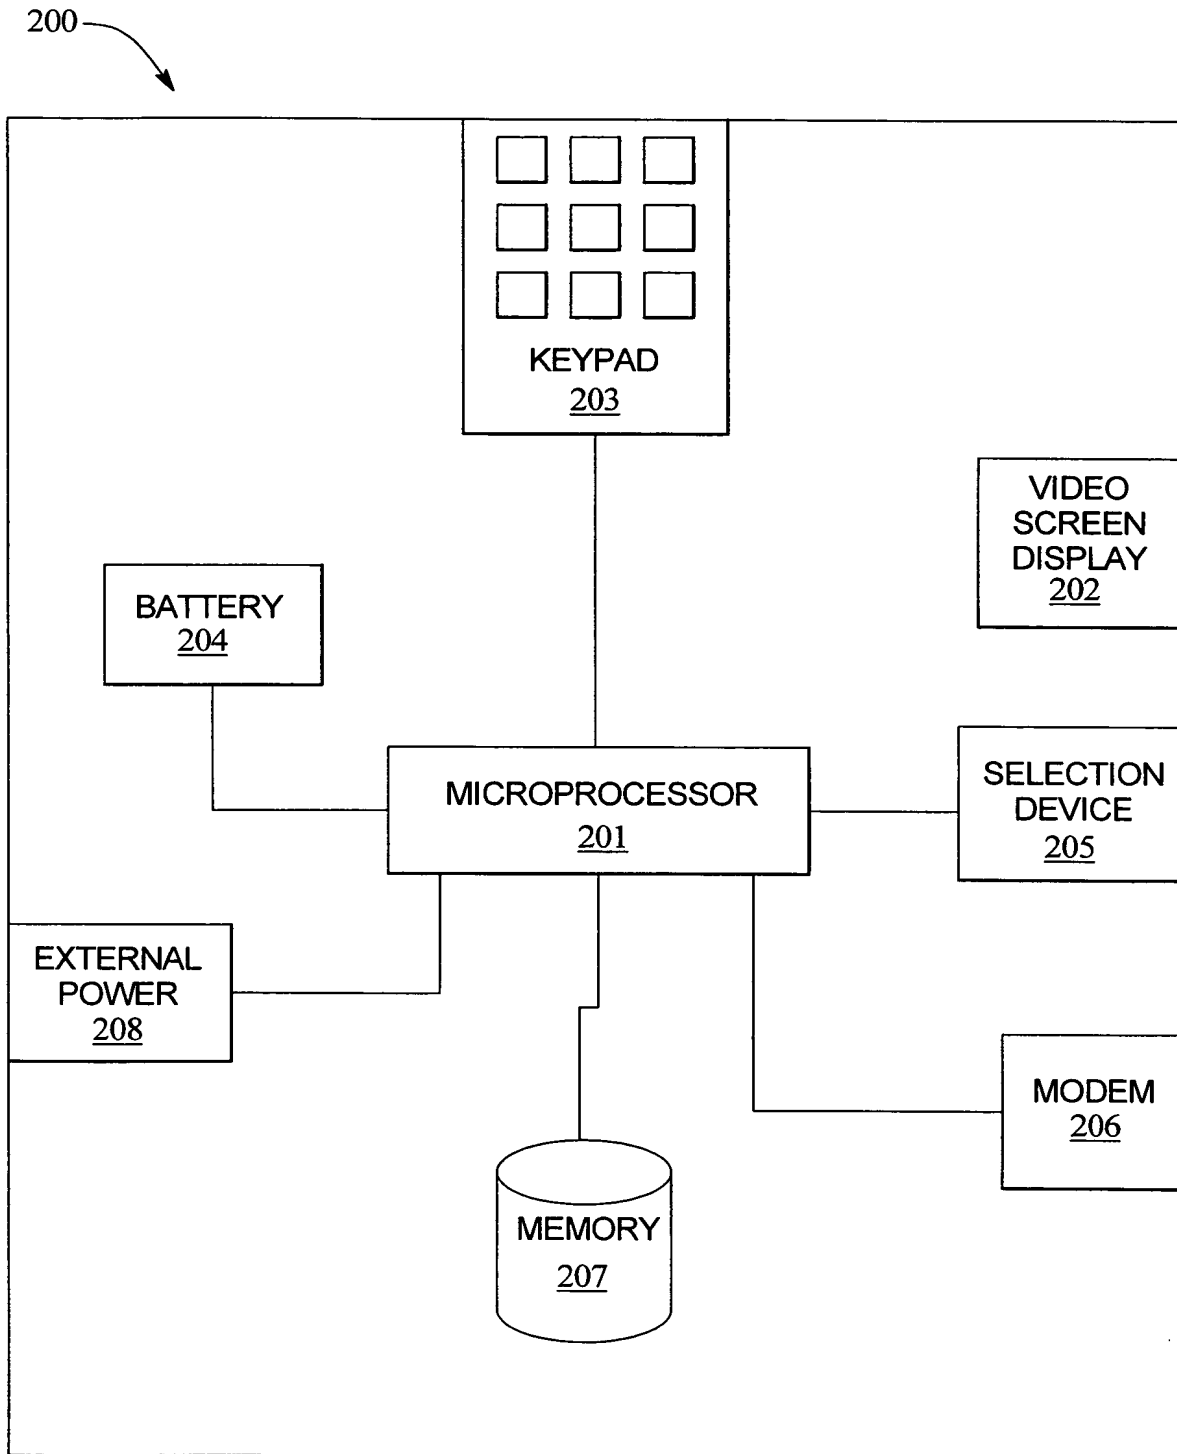 200
KEYPAD
203
VIDEO
SCREEN
DISPLAY
202
BATTERY
204
MICROPROCESSOR
201
SELECTION
DEVICE
205
EXTERNAL
POWER
208
MODEM
206
MEMORY
207